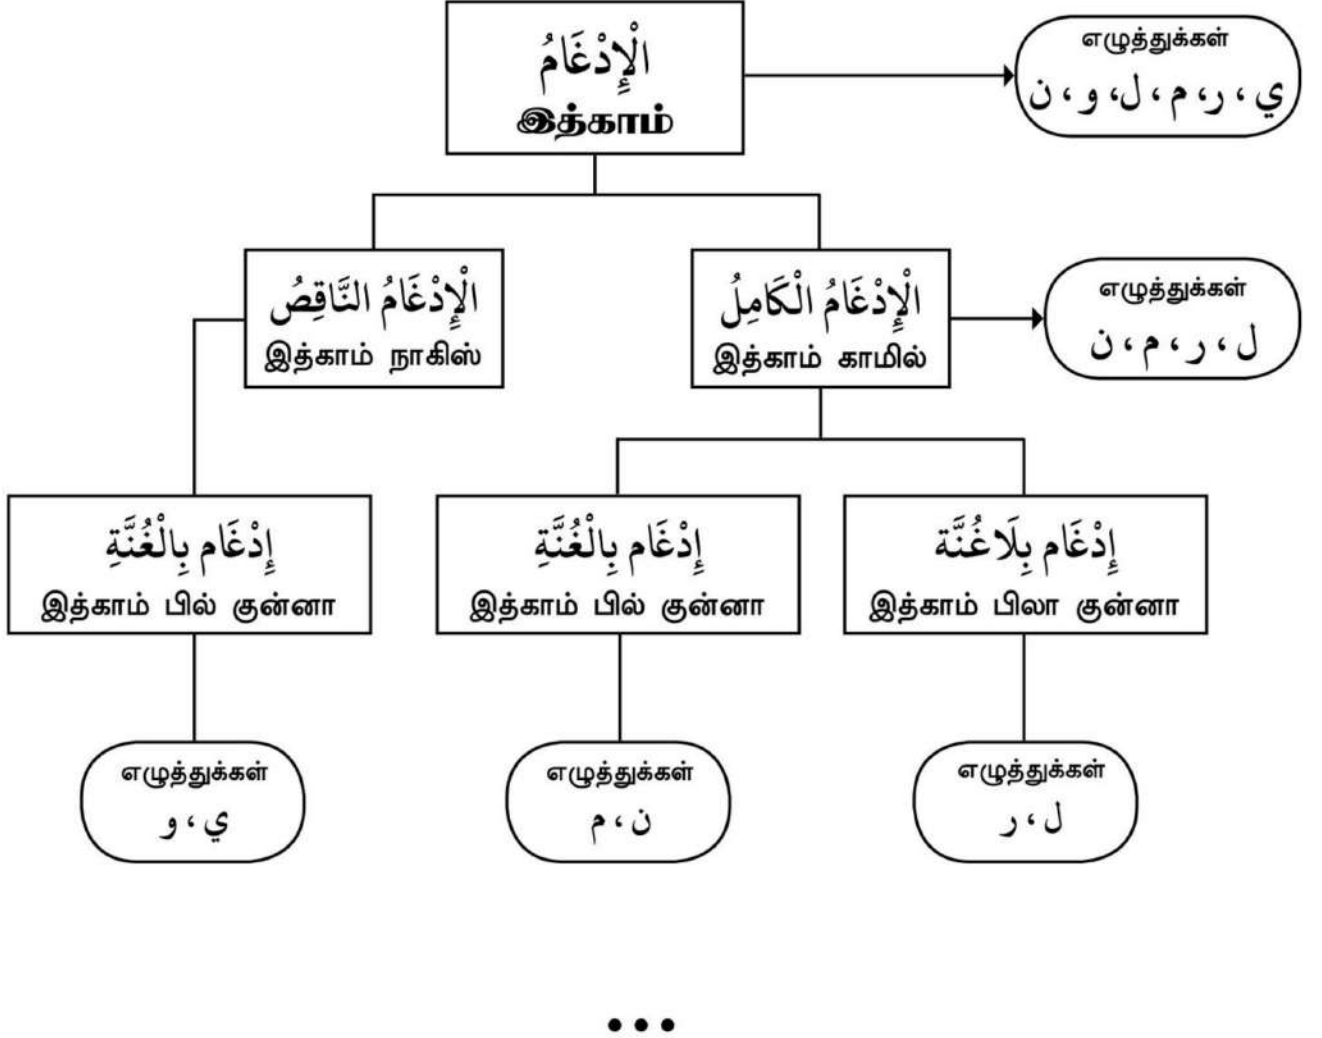 الْإِدْغَامُ
இத்காம்
எழுத்துக்கள்
ي ، ر، م ، ل، و ، ن
الْإِدْغَامُ النَّاقِصُ
இத்காம் நாகிஸ்
الْإِدْغَامُ الْكَامِلُ
இத்காம் காமில்
எழுத்துக்கள்
ل ، ر ، م ، ن
إِدْغَام بِالْغُنَّةِ
இத்காம் பில் குன்னா
إِدْغَام بِالْغُنَّةِ
இத்காம் பில் குன்னா
إِدْغَام بِلَاغُنَّة
இத்காம் பிலா குன்னா
எழுத்துக்கள்
ي ، و
எழுத்துக்கள்
ن ، م
எழுத்துக்கள்
ل ، ر
•••